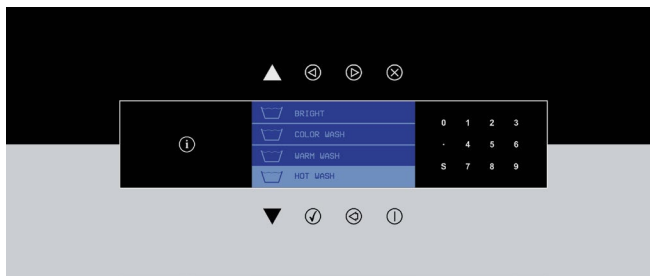 BRIGHT
COLOR WASH
WARM WASH
HOT WASH
i
0 1 2 3
. 4 5 6
S 7 8 9